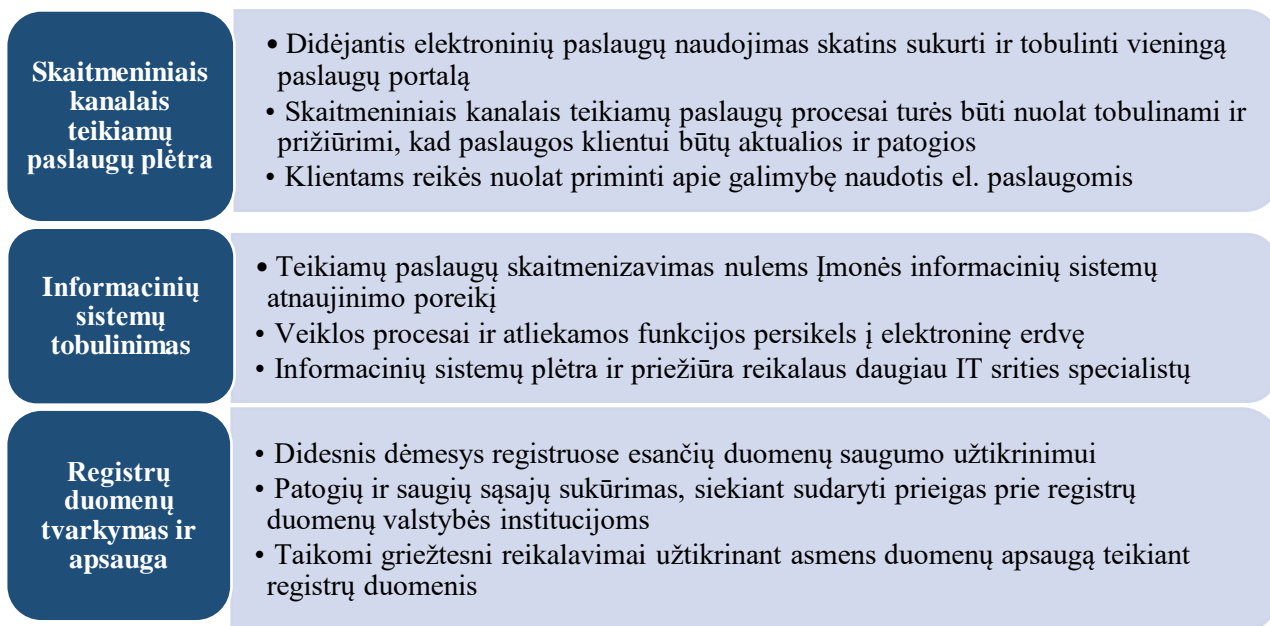 Skaitmeniniais
kanalais
teikiamų
paslaugų plėtra
• Didėjantis elektroninių paslaugų naudojimas skatins sukurti ir tobulinti vieningą
paslaugų portalą
• Skaitmeniniais kanalais teikiamų paslaugų procesai turės būti nuolat tobulinami ir
prižiūrimi, kad paslaugos klientui būtų aktualios ir patogios
• Klientams reikės nuolat priminti apie galimybę naudotis el. paslaugomis
Informacinių
sistemų
tobulinimas
• Teikiamų paslaugų skaitmenizavimas nulems Įmonės informacinių sistemų
atnaujinimo poreikį
• Veiklos procesai ir atliekamos funkcijos persikels į elektroninę erdvę
• Informacinių sistemų plėtra ir priežiūra reikalaus daugiau IT srities specialistų
Registrų
duomenų
tvarkymas ir
apsauga
• Didesnis dėmesys registruose esančių duomenų saugumo užtikrinimui
• Patogių ir saugių sąsajų sukūrimas, siekiant sudaryti prieigas prie registrų
duomenų valstybės institucijoms
• Taikomi griežtesni reikalavimai užtikrinant asmens duomenų apsaugą teikiant
registrų duomenis